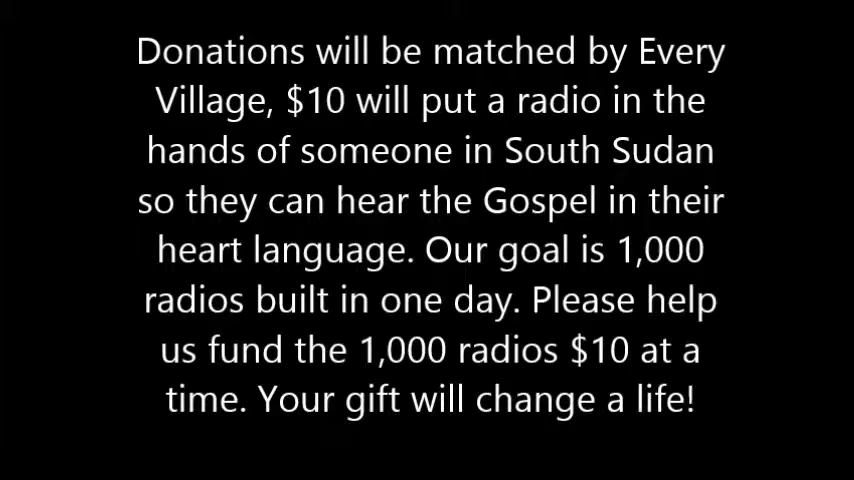 Donations will be matched by Every
Village, $10 will put a radio in the
hands of someone in South Sudan
so they can hear the Gospel in their
heart language. Our goal is 1,000
radios built in one day. Please help
us fund the 1,000 radios $10 at a
time. Your gift will change a life!